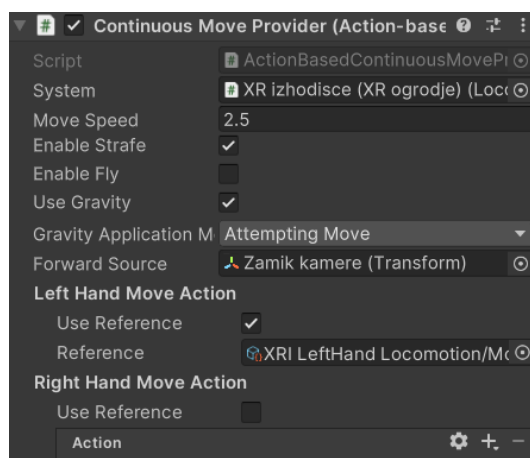 Continuous Move Provider (Action-base
Script ActionBasedContinuousMovePr
System XR izhodisce (XR ogrodje) (Loco
Move Speed 2.5
Enable Strafe
Enable Fly
Use Gravity
Gravity Application M Attempting Move
Forward Source Zamik kamere (Transform)
Left Hand Move Action
Use Reference
Reference XRI LeftHand Locomotion/Mo
Right Hand Move Action
Use Reference
Action